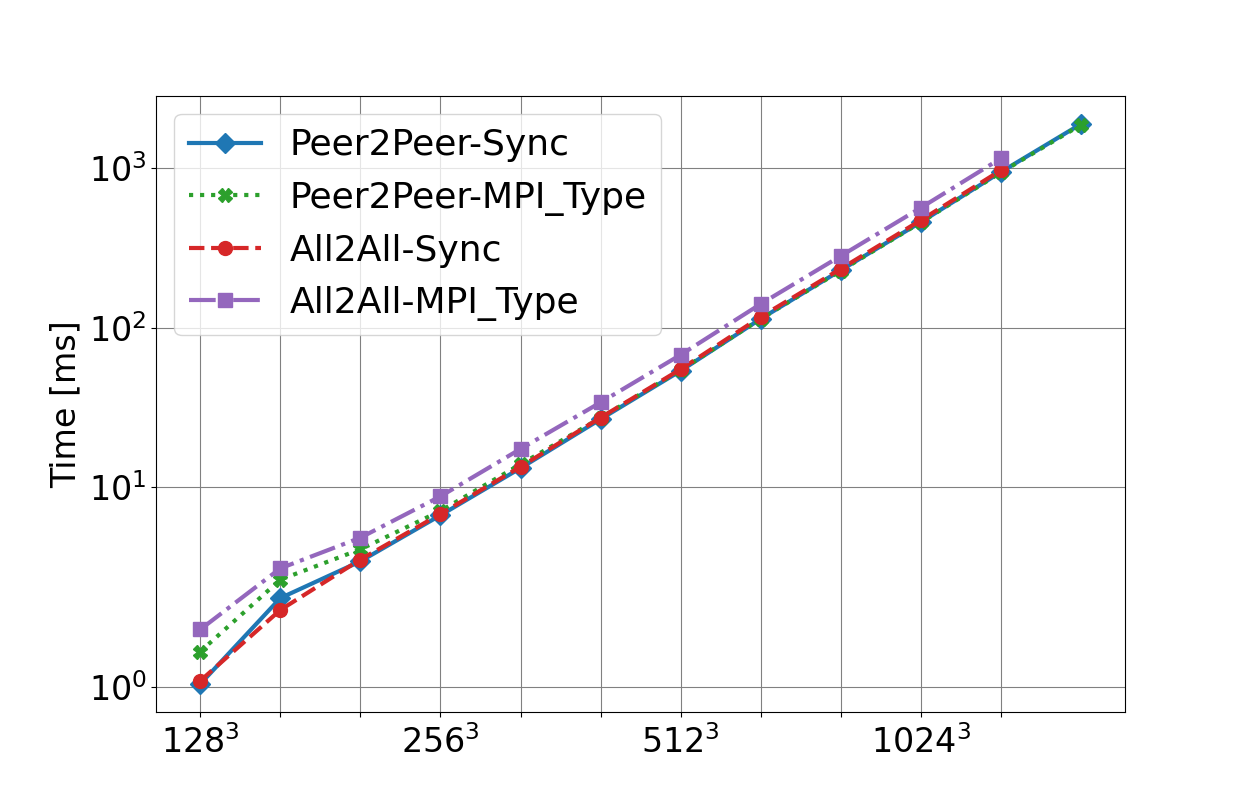 Peer2Peer-Sync
Peer2Peer-MPI_Type
All2All-Sync
All2All-MPI_Type
Time [ms]
10³
10²
10¹
10⁰
128³ 256³ 512³ 1024³